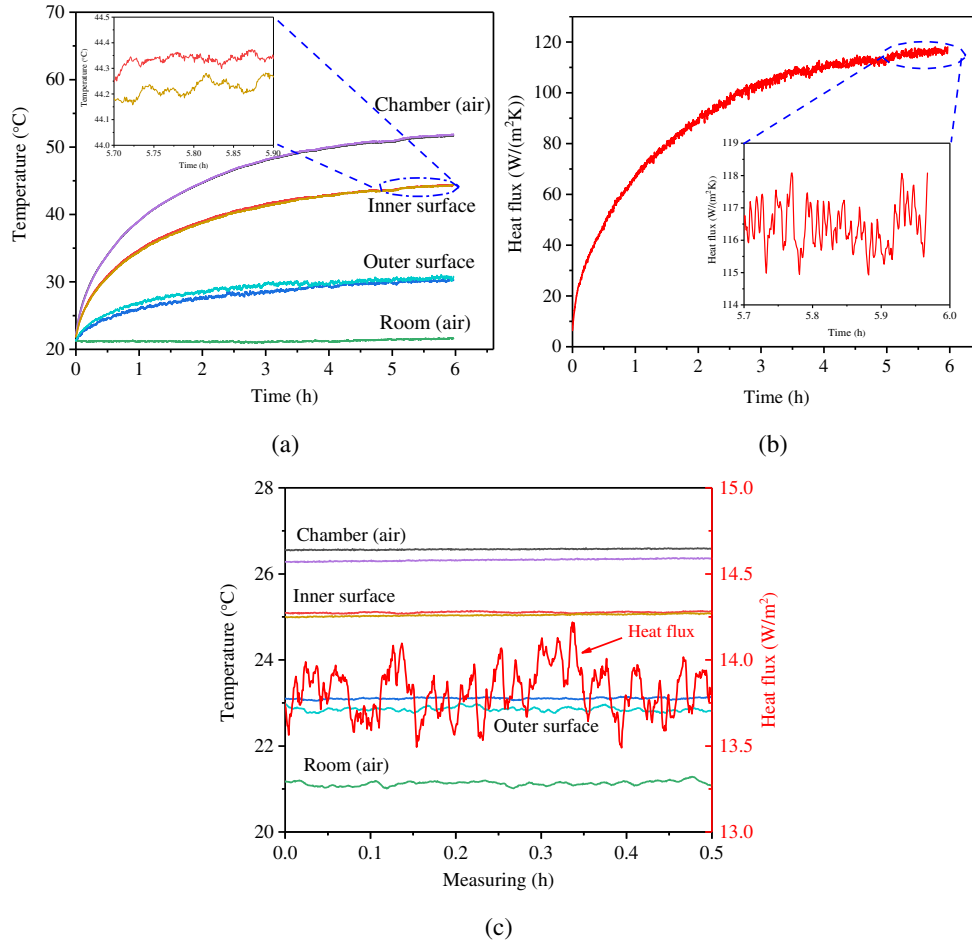 70
60
50
40
30
20
Temperature (°C)
0
1
2
3
4
5
6
Time (h)
Chamber (air)
Inner surface
Outer surface
Room (air)
44.5
44.4
44.3
44.2
44.1
44.0
Temperature (°C)
5.70
5.75
5.80
5.85
5.90
Time (h)
(a)
120
100
80
60
40
20
0
Heat flux (W/(m²K))
0
1
2
3
4
5
6
Time (h)
119
118
117
116
115
114
Heat flux (W/(m²K))
5.7
5.8
5.9
6.0
Time (h)
(b)
28
26
24
22
20
Temperature (°C)
Chamber (air)
Inner surface
Heat flux
Outer surface
Room (air)
15.0
14.5
14.0
13.5
13.0
Heat flux (W/m²)
0.0
0.1
0.2
0.3
0.4
0.5
Measuring (h)
(c)